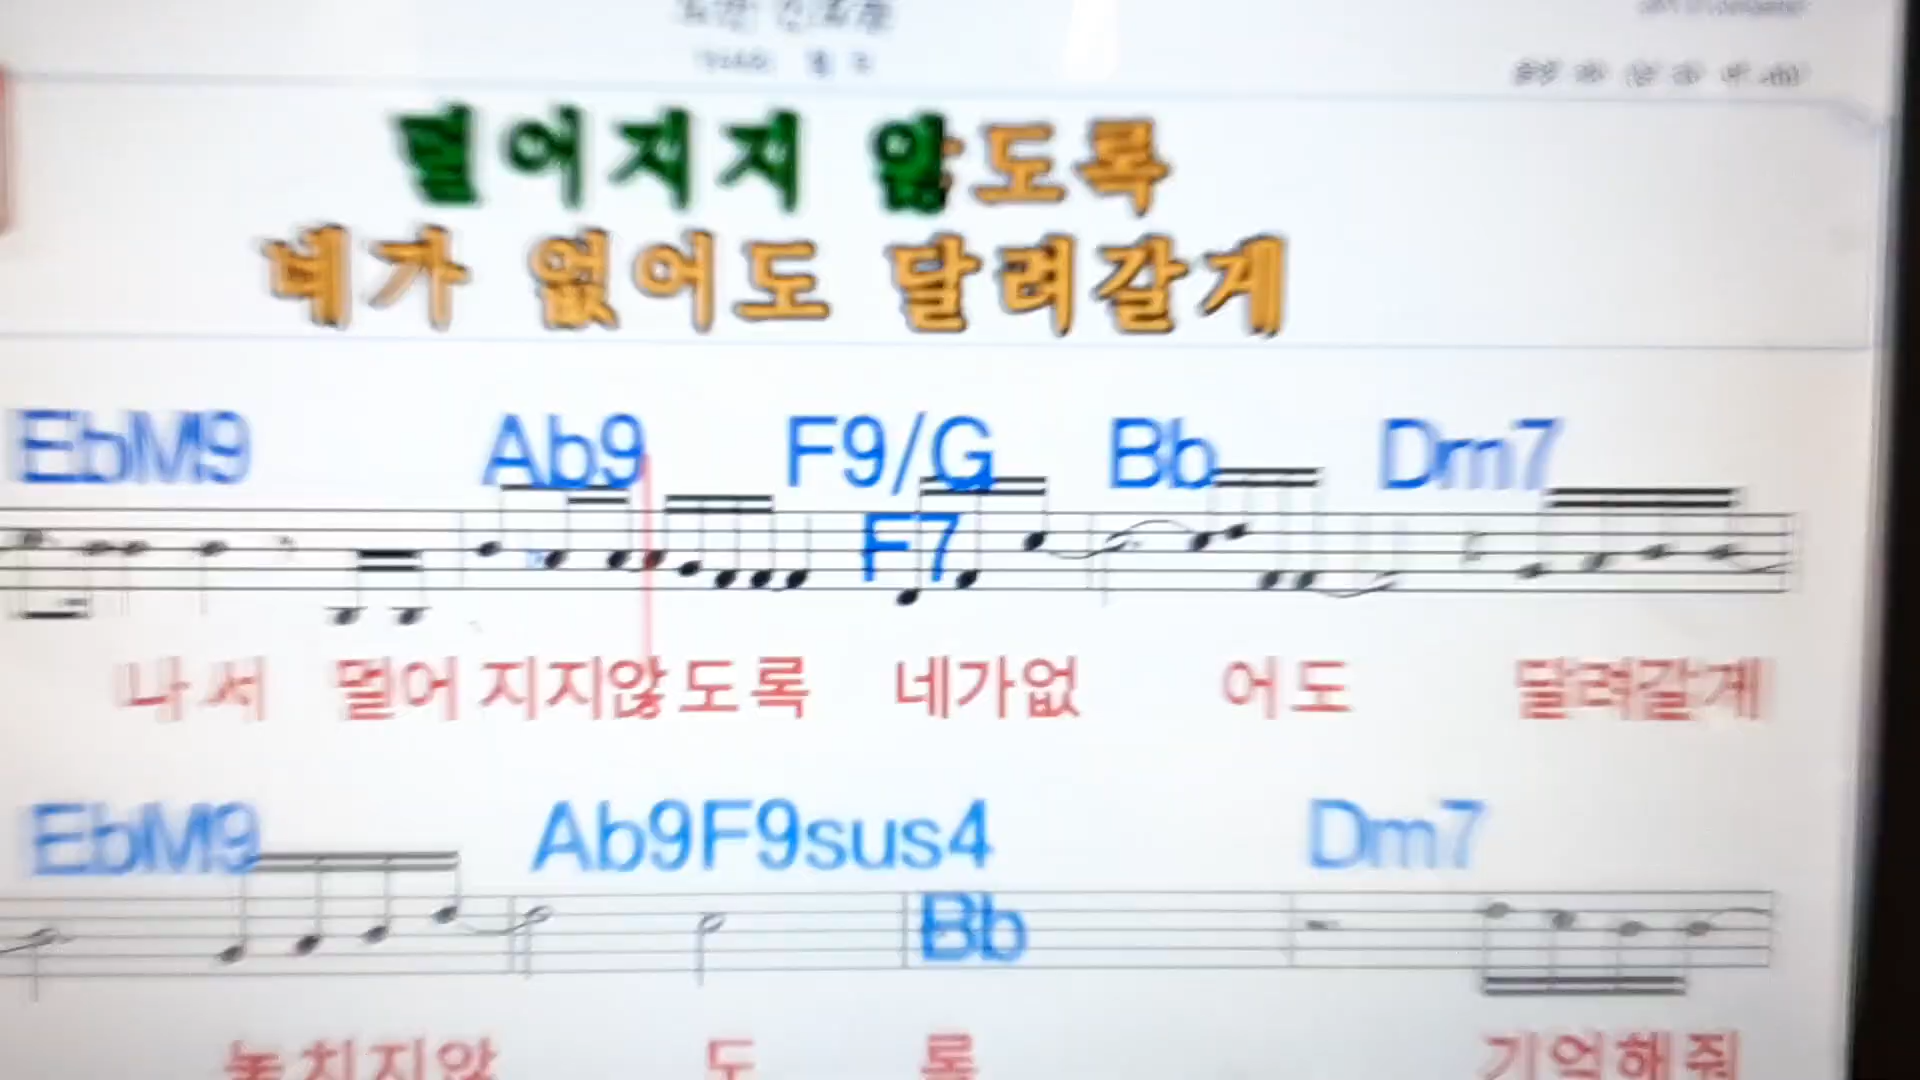 멀어지지 않도록
네가 없어도 달려갈게
EbM9 Ab9 F9/G Bb Dm7
F7
나서 멀어지지않도록 네가없어도 달려갈게
EbM9 Ab9F9sus4 Dm7
Bb
놓치지않도록 기억해줘